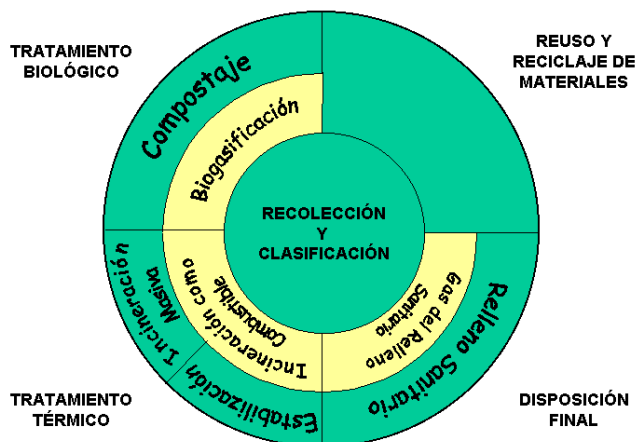 TRATAMIENTO
BIOLÓGICO
REUSO Y
RECICLAJE DE
MATERIALES
Compostaje
Biogasificación
RECOLECCIÓN
Y
CLASIFICACIÓN
Incineración
Masiva
Incineración como
Combustible
Estabilización
Gas del Relleno
Sanitario
Relleno Sanitario
TRATAMIENTO
TÉRMICO
DISPOSICIÓN
FINAL